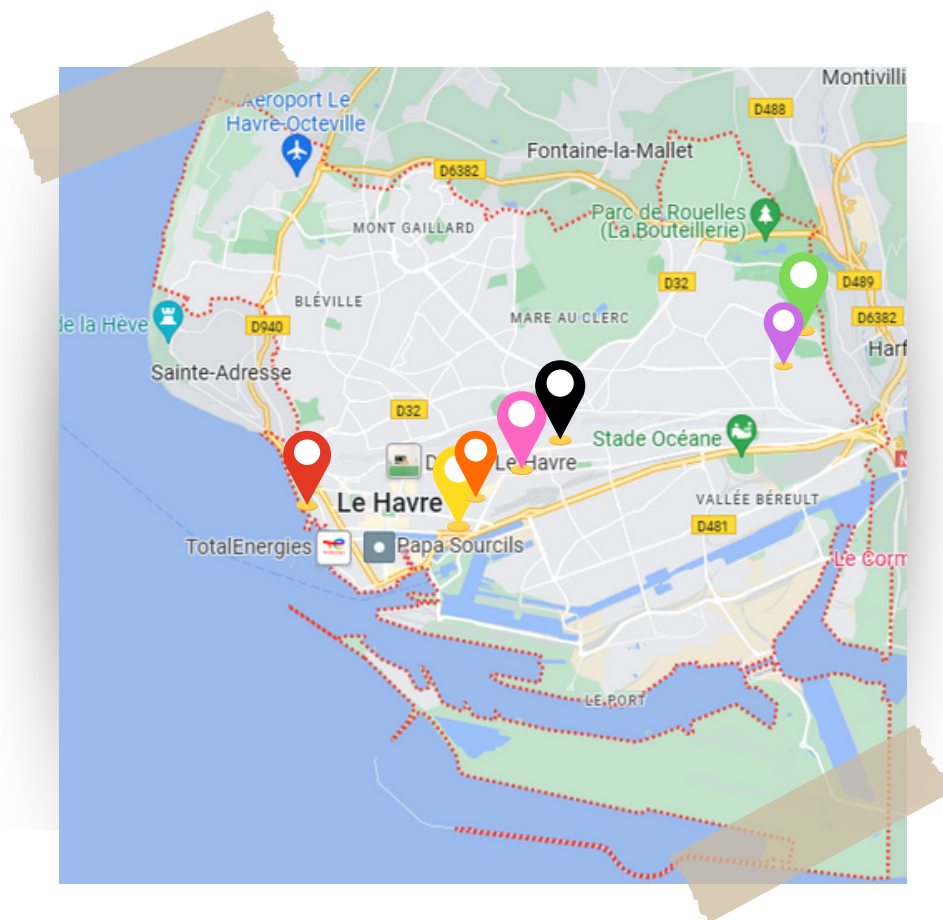 Montivilli
Aéroport Le
Havre-Octeville
D488
Fontaine-la-Mallet
D6382
Parc de Rouelles
(La Bouteillerie)
MONT GAILLARD
D32
D489
BLÉVILLE
MARE AU CLERC
D6382
de la Hève
D940
Harf
Sainte-Adresse
D32
Stade Océane
D
Le Havre
N
Le Havre
VALLÉE BÉREULT
D481
TotalEnergies
Papa Sourcils
Le Corm
LE PORT